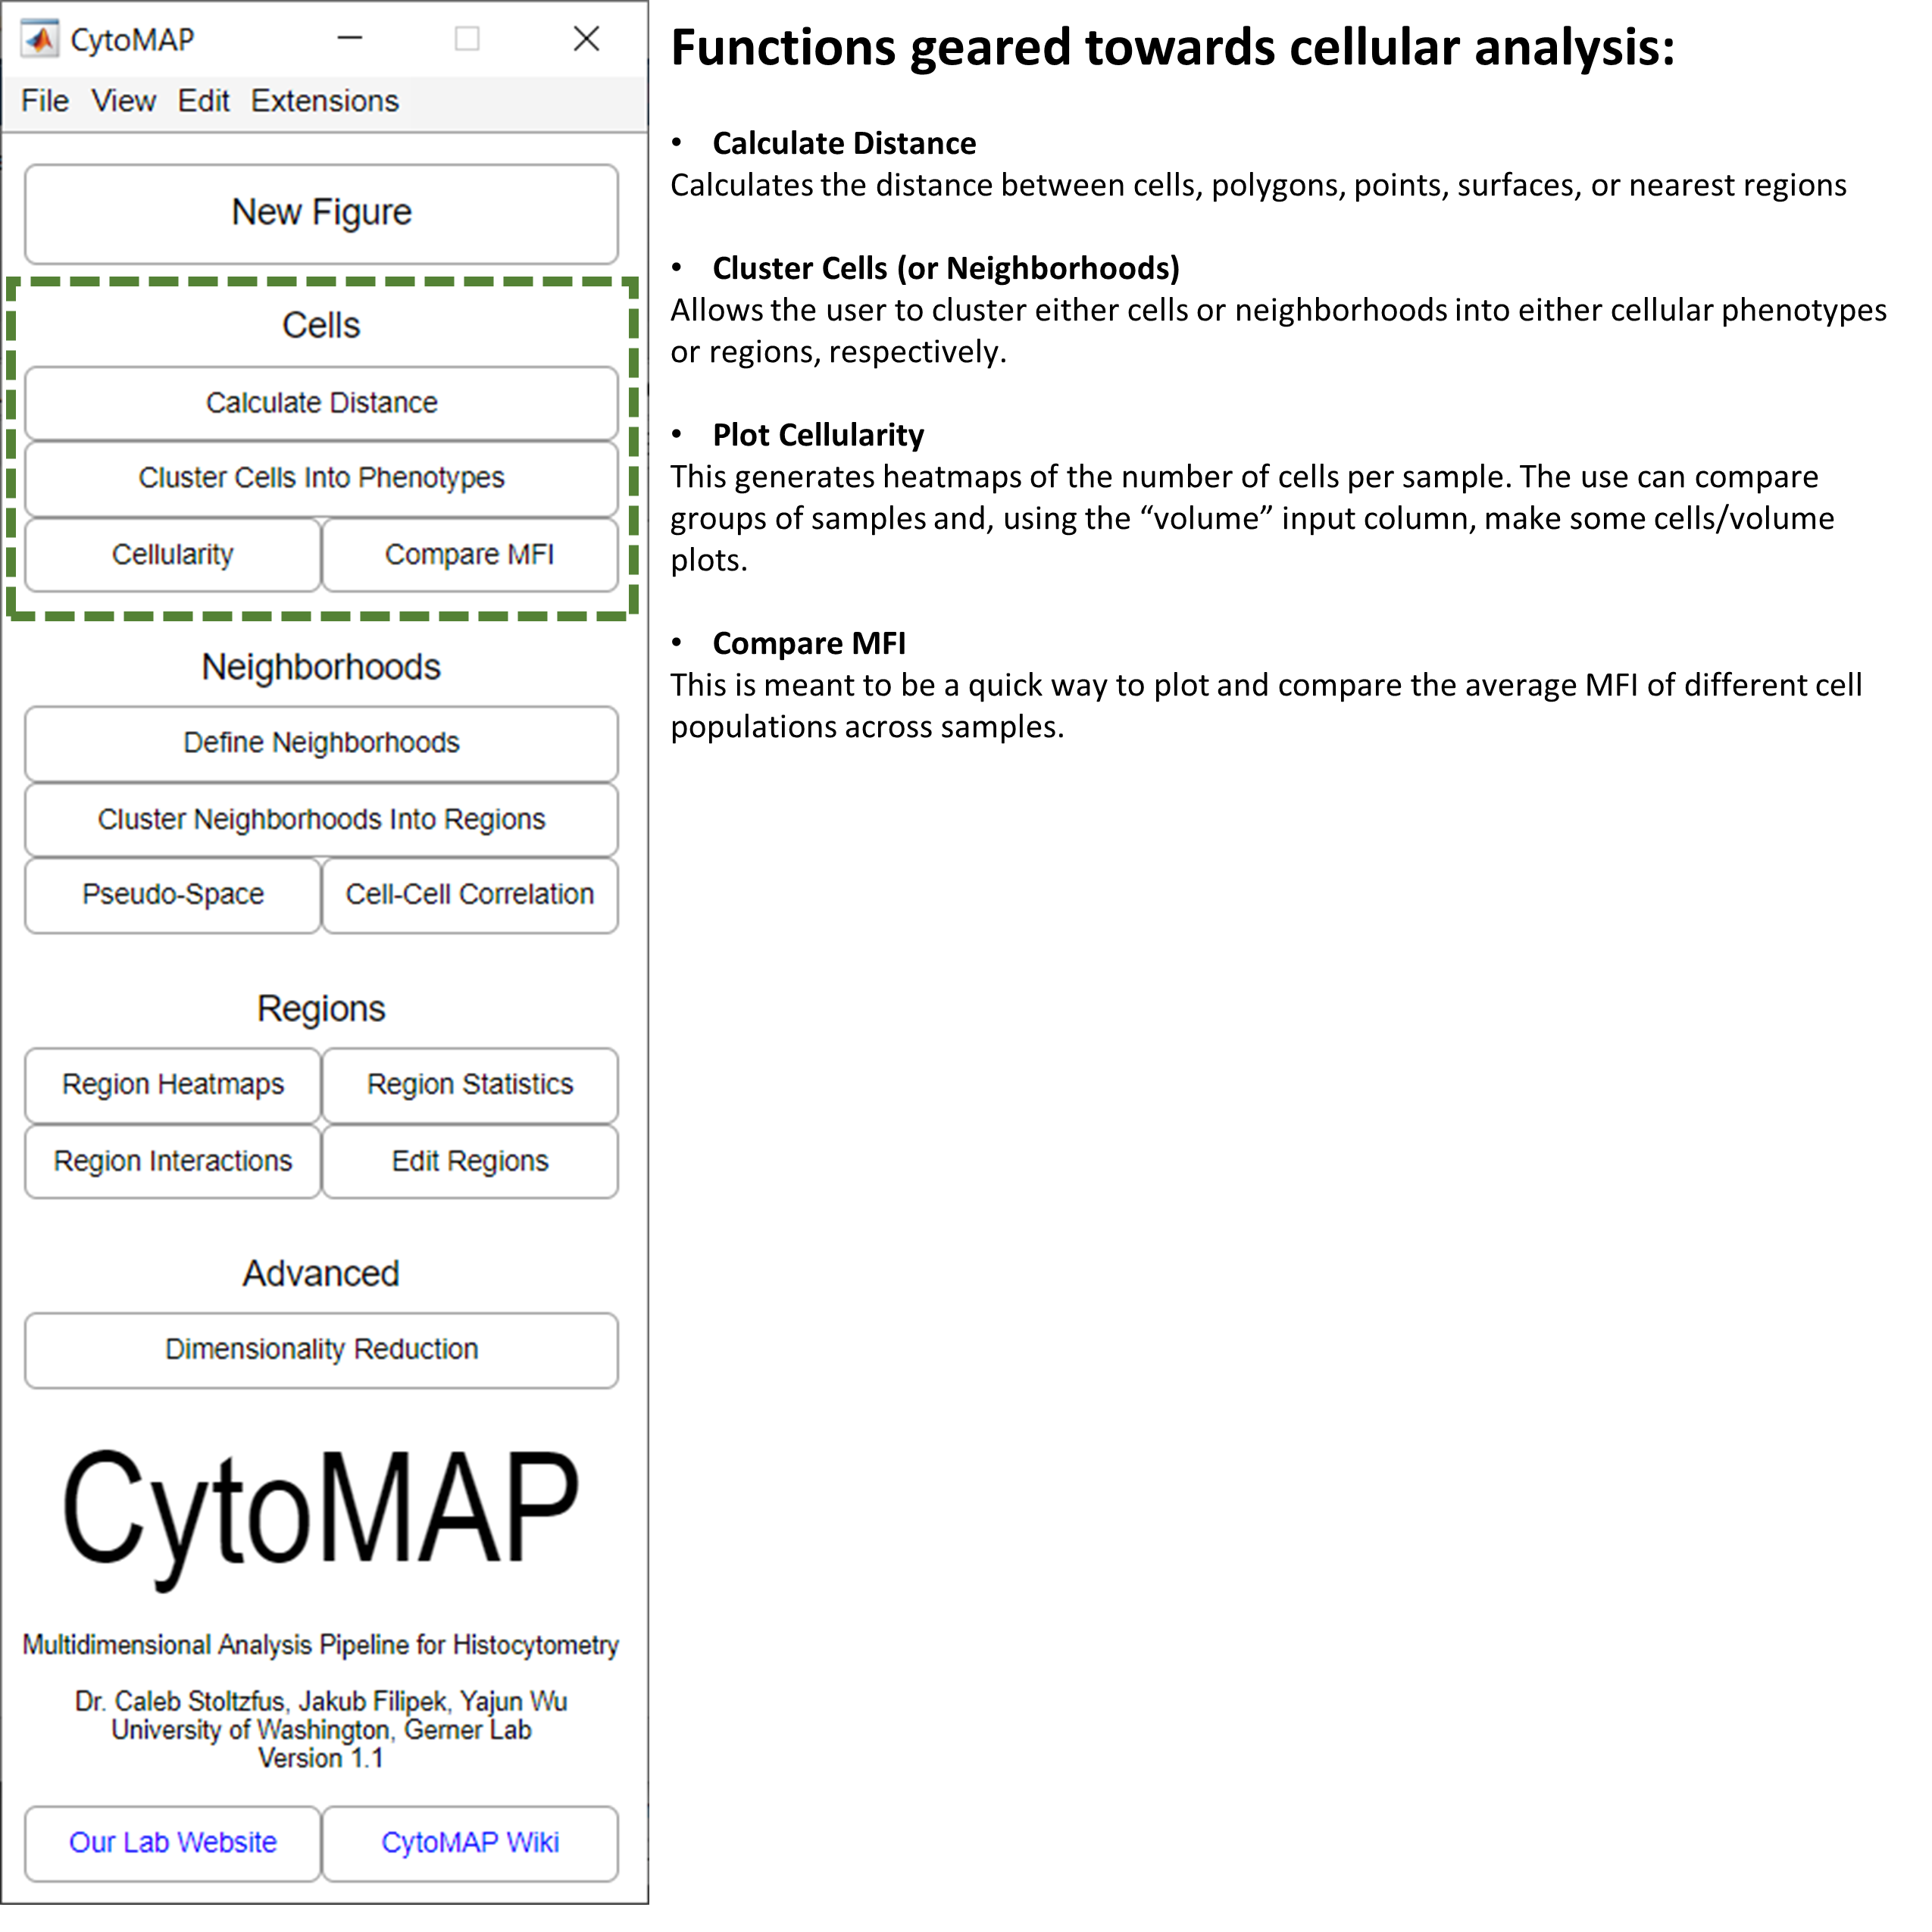 CytoMAP
File View Edit Extensions
New Figure
Cells
Calculate Distance
Cluster Cells Into Phenotypes
Cellularity
Compare MFI
Neighborhoods
Define Neighborhoods
Cluster Neighborhoods Into Regions
Pseudo-Space
Cell-Cell Correlation
Regions
Region Heatmaps
Region Statistics
Region Interactions
Edit Regions
Advanced
Dimensionality Reduction
CytoMAP
Multidimensional Analysis Pipeline for Histocytometry
Dr. Caleb Stoltzfus, Jakub Filipek, Yajun Wu
University of Washington, Gerner Lab
Version 1.1
Our Lab Website
CytoMAP Wiki
Functions geared towards cellular analysis:
• Calculate Distance
Calculates the distance between cells, polygons, points, surfaces, or nearest regions
• Cluster Cells (or Neighborhoods)
Allows the user to cluster either cells or neighborhoods into either cellular phenotypes
or regions, respectively.
• Plot Cellularity
This generates heatmaps of the number of cells per sample. The use can compare
groups of samples and, using the “volume” input column, make some cells/volume
plots.
• Compare MFI
This is meant to be a quick way to plot and compare the average MFI of different cell
populations across samples.